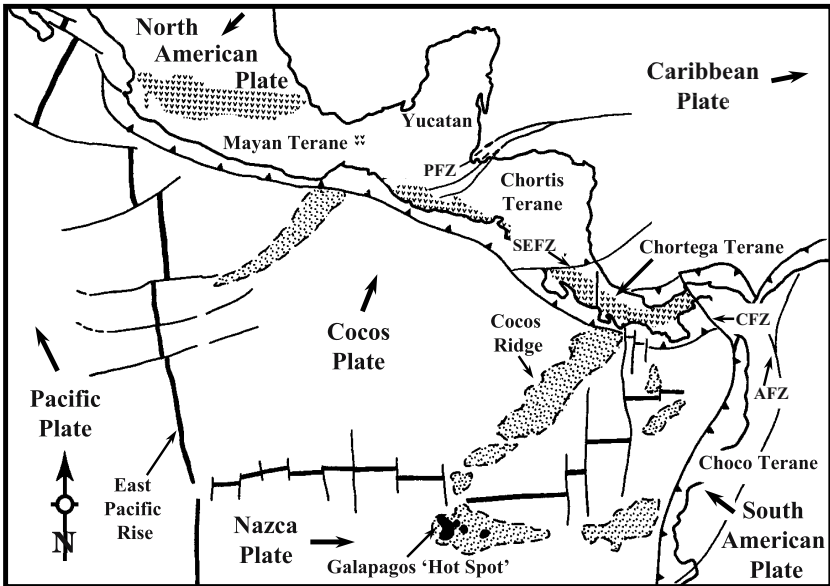 North
American
Plate
Caribbean
Plate
Yucatan
Mayan Terane
PFZ
Chortis
Terane
SEFZ
Chortega Terane
Cocos
Plate
Cocos
Ridge
CFZ
Pacific
Plate
AFZ
East
Pacific
Rise
Choco Terane
N
Nazca
Plate
South
American
Plate
Galapagos ‘Hot Spot’